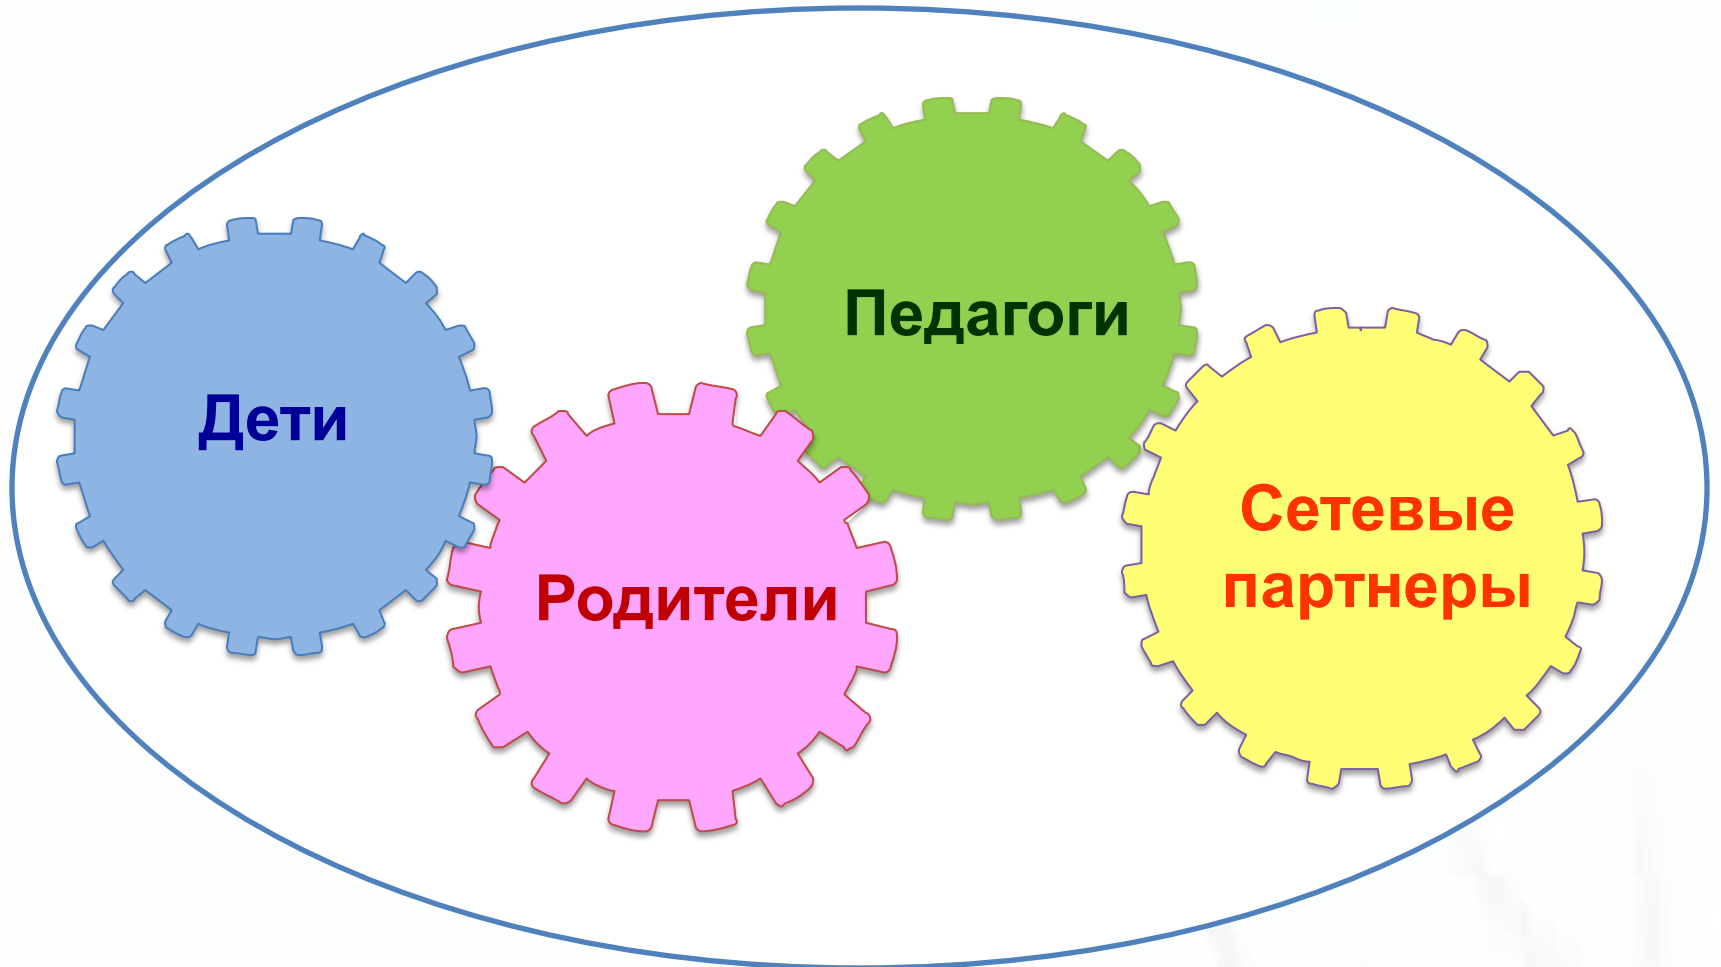 Дети
Родители
Педагоги
Сетевые
партнеры